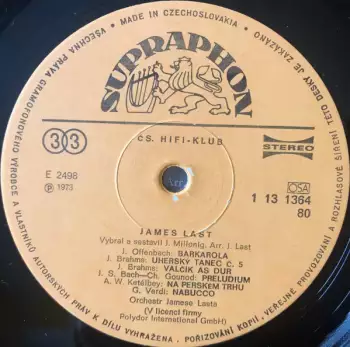 VŠECHNA PRÁVA GRAMOFONOVÉHO VÝROBCE A VLASTNÍKŮ PRÁV K DÍLU VYHRAŽENA. POŘIZOVÁNÍ KOPIÍ, VEŘEJNÉ PROVOZOVÁNÍ A ROZHLASOVÉ ŠÍŘENÍ TÉTO DESKY JE ZAKÁZÁNO
• MADE IN CZECHOSLOVAKIA •
SUPRAPHON
33
ČS. HIFI-KLUB
STEREO
E 2498
℗ 1973
OSA
1 13 1364
80
JAMES LAST
Vybral a sestavil J. Millonig. Arr. J. Last
J. Offenbach: BARKAROLA
J. Brahms: UHERSKÝ TANEC č. 5
J. Brahms: VALČÍK AS DUR
J. S. Bach-Ch. Gounod: PRELUDIUM
A. W. Ketèlbey: NA PERSKÉM TRHU
G. Verdi: NABUCCO
Orchestr Jamese Lasta
(V licenci firmy
Polydor International GmbH)